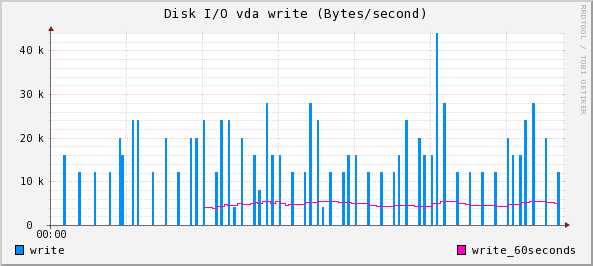 Disk I/O vda write (Bytes/second)
RRDTOOL / TOBI OETIKER
40 k
30 k
20 k
10 k
0
00:00
write
write_60seconds